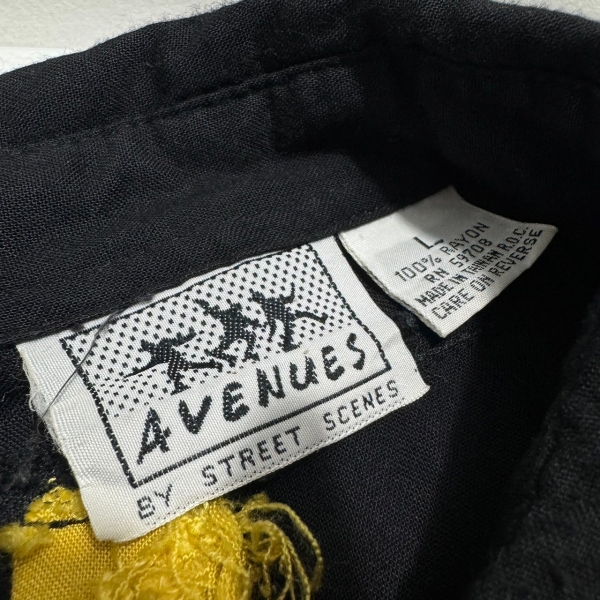 AVENUES
BY STREET SCENES
L
100% RAYON
RN 59708
MADE IN TAIWAN R.O.C.
CARE ON REVERSE